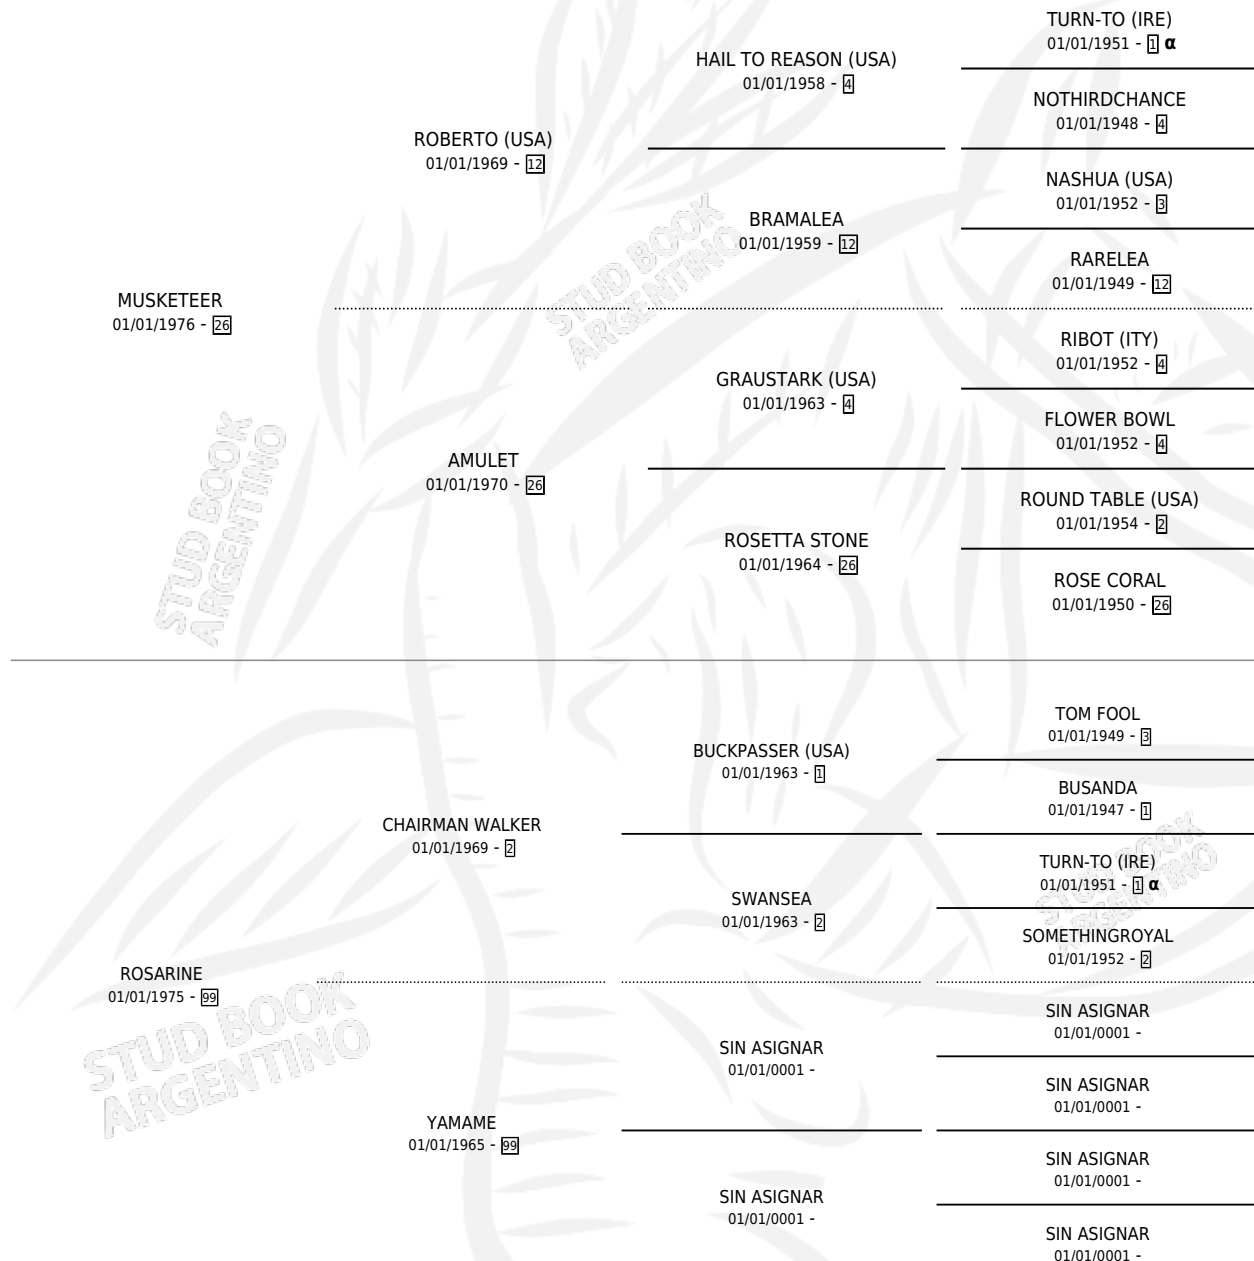 TURN-TO (IRE)
01/01/1951 - 1 α
HAIL TO REASON (USA)
01/01/1958 - 4
NOTHIRDCHANCE
01/01/1948 - 4
ROBERTO (USA)
01/01/1969 - 12
NASHUA (USA)
01/01/1952 - 3
BRAMALEA
01/01/1959 - 12
RARELEA
01/01/1949 - 12
MUSKETEER
01/01/1976 - 26
RIBOT (ITY)
01/01/1952 - 4
GRAUSTARK (USA)
01/01/1963 - 4
FLOWER BOWL
01/01/1952 - 4
AMULET
01/01/1970 - 26
ROUND TABLE (USA)
01/01/1954 - 2
ROSETTA STONE
01/01/1964 - 26
ROSE CORAL
01/01/1950 - 26
TOM FOOL
01/01/1949 - 3
BUCKPASSER (USA)
01/01/1963 - 1
BUSANDA
01/01/1947 - 1
CHAIRMAN WALKER
01/01/1969 - 2
TURN-TO (IRE)
01/01/1951 - 1 α
SWANSEA
01/01/1963 - 2
SOMETHINGROYAL
01/01/1952 - 2
ROSARINE
01/01/1975 - 99
SIN ASIGNAR
01/01/0001 -
SIN ASIGNAR
01/01/0001 -
SIN ASIGNAR
01/01/0001 -
YAMAME
01/01/1965 - 99
SIN ASIGNAR
01/01/0001 -
SIN ASIGNAR
01/01/0001 -
SIN ASIGNAR
01/01/0001 -
STUD BOOK
ARGENTINO
STUD BOOK
ARGENTINO
STUD BOOK
ARGENTINO
STUD BOOK
ARGENTINO